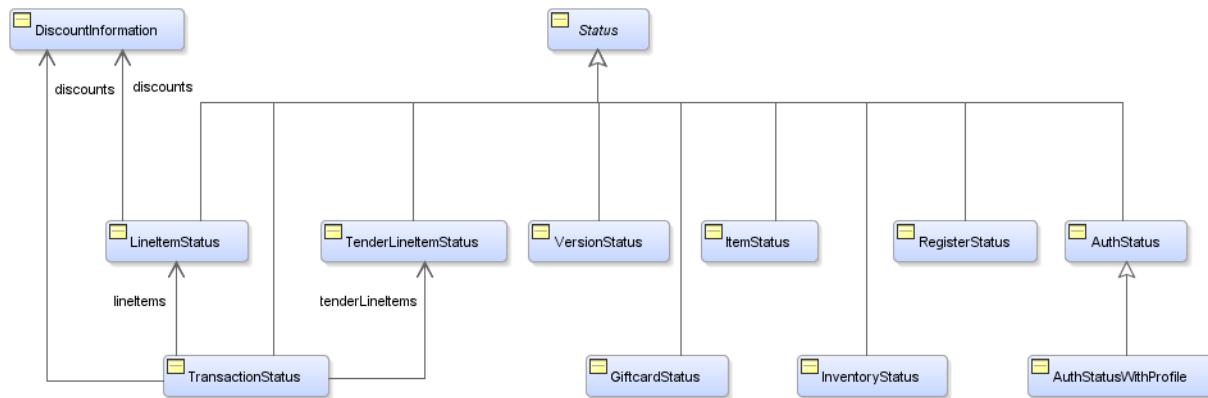 DiscountInformation
Status
discounts
discounts
LineItemStatus
TenderLineItemStatus
VersionStatus
ItemStatus
RegisterStatus
AuthStatus
lineItems
tenderLineItems
TransactionStatus
GiftcardStatus
InventoryStatus
AuthStatusWithProfile